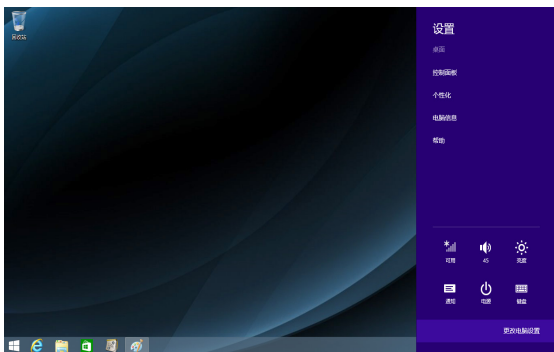 回收站
设置
桌面
控制面板
个性化
电脑信息
帮助
可用
45
亮度
通知
电源
键盘
更改电脑设置